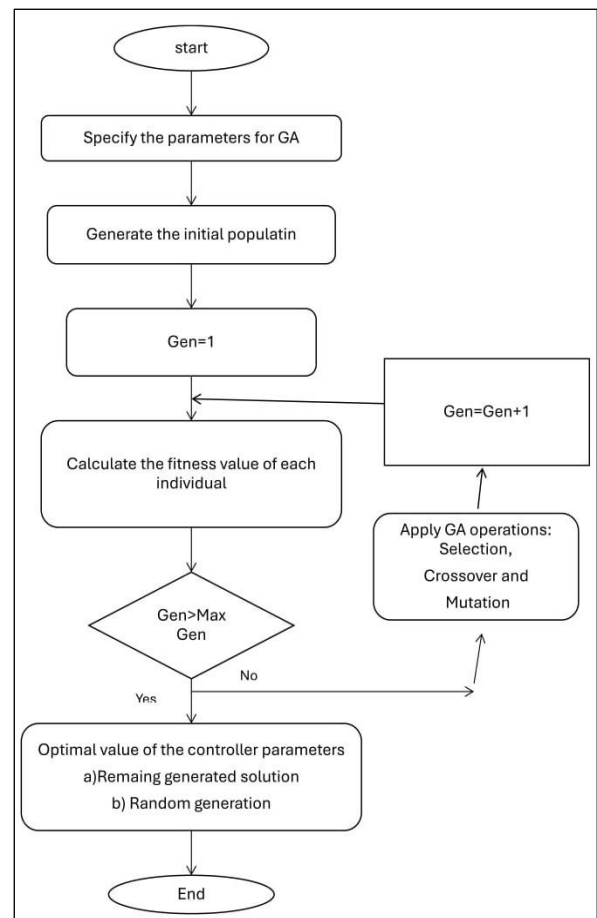 start
Specify the parameters for GA
Generate the initial populatin
Gen=1
Gen=Gen+1
Calculate the fitness value of each
individual
Apply GA operations:
Selection,
Crossover and
Mutation
Gen>Max
Gen
No
Yes
Optimal value of the controller parameters
a)Remaing generated solution
b) Random generation
End